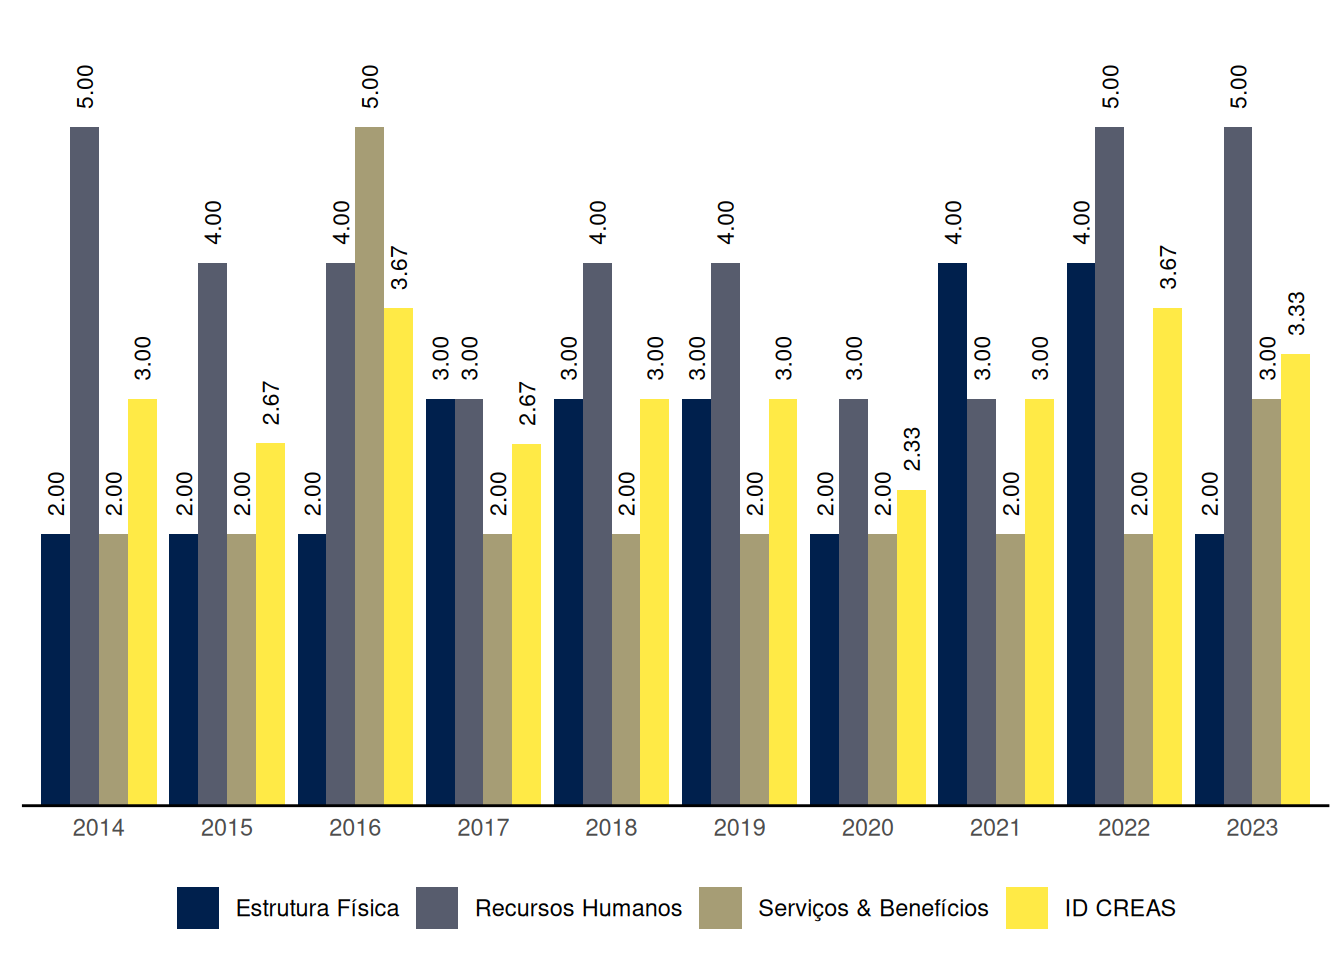 5.00 5.00 5.00 5.00
4.00 4.00 4.00 4.00 4.00 4.00
3.67 3.67
3.33
3.00 3.00 3.00 3.00 3.00 3.00 3.00 3.00 3.00 3.00 3.00
2.67 2.67
2.33
2.00 2.00 2.00 2.00 2.00 2.00 2.00 2.00 2.00 2.00 2.00 2.00 2.00
2014 2015 2016 2017 2018 2019 2020 2021 2022 2023
Estrutura Física Recursos Humanos Serviços & Benefícios ID CREAS